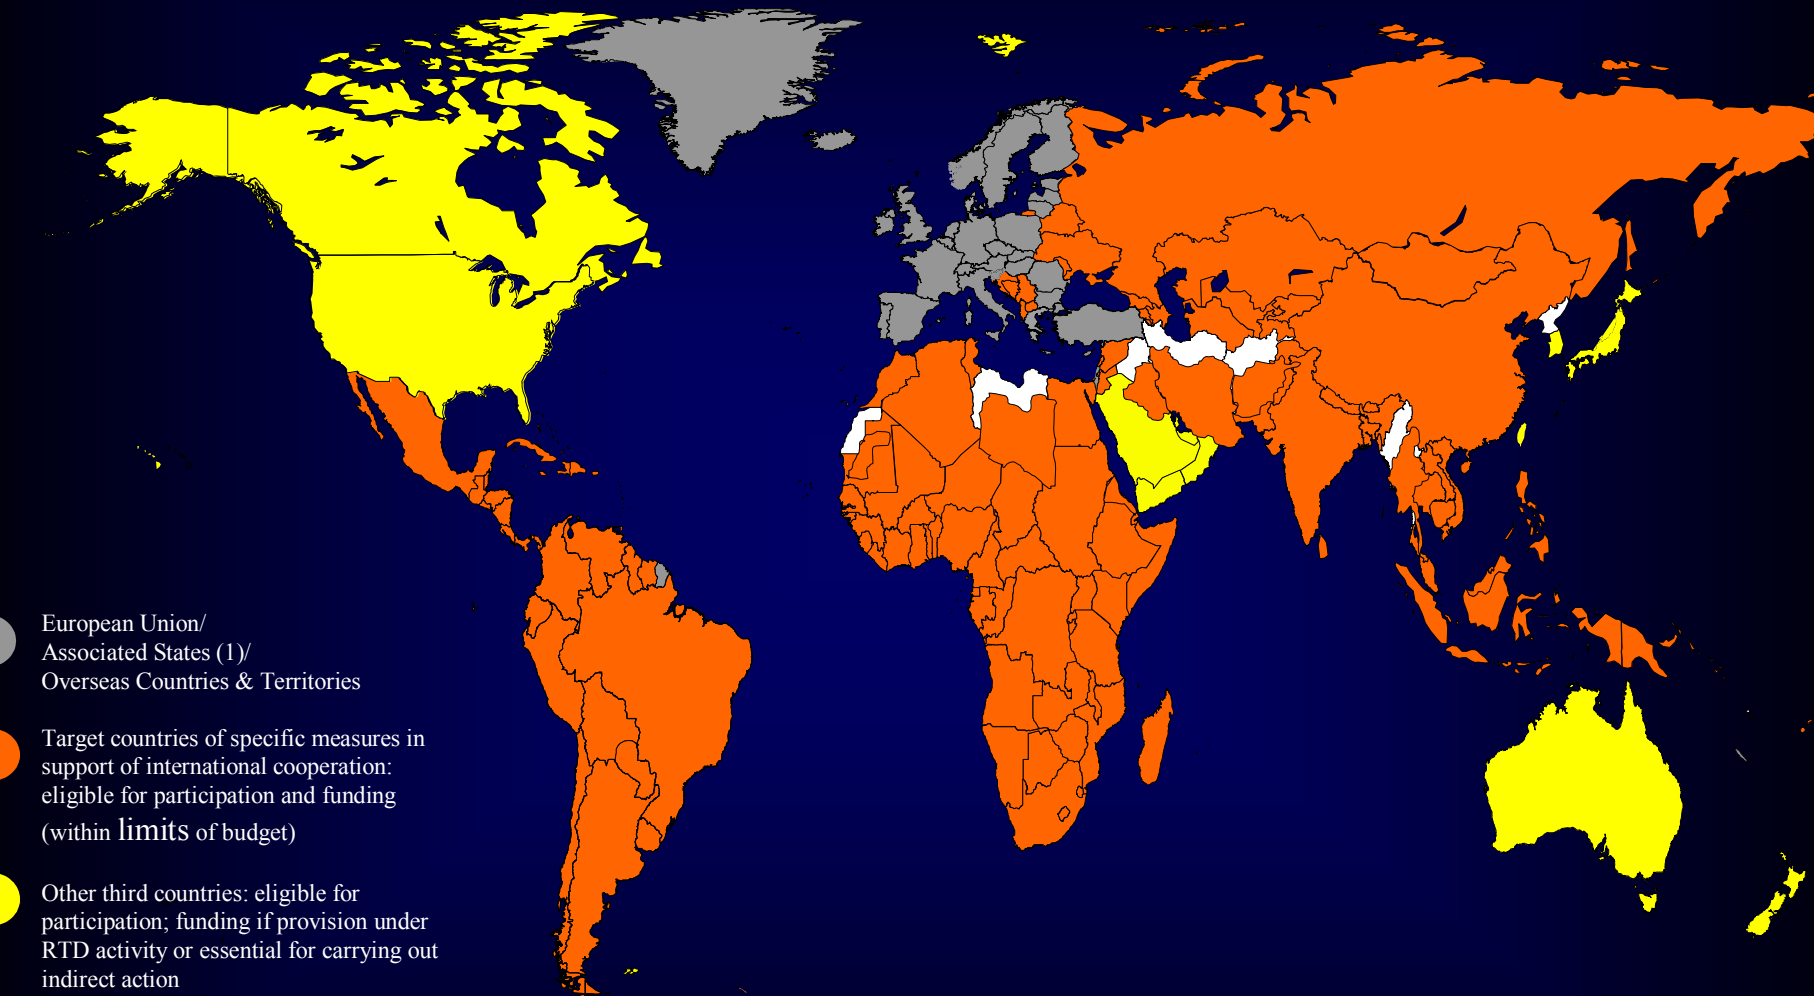 European Union/
Associated States (1)/
Overseas Countries & Territories
Target countries of specific measures in
support of international cooperation:
eligible for participation and funding
(within limits of budget)
Other third countries: eligible for
participation; funding if provision under
RTD activity or essential for carrying out
indirect action